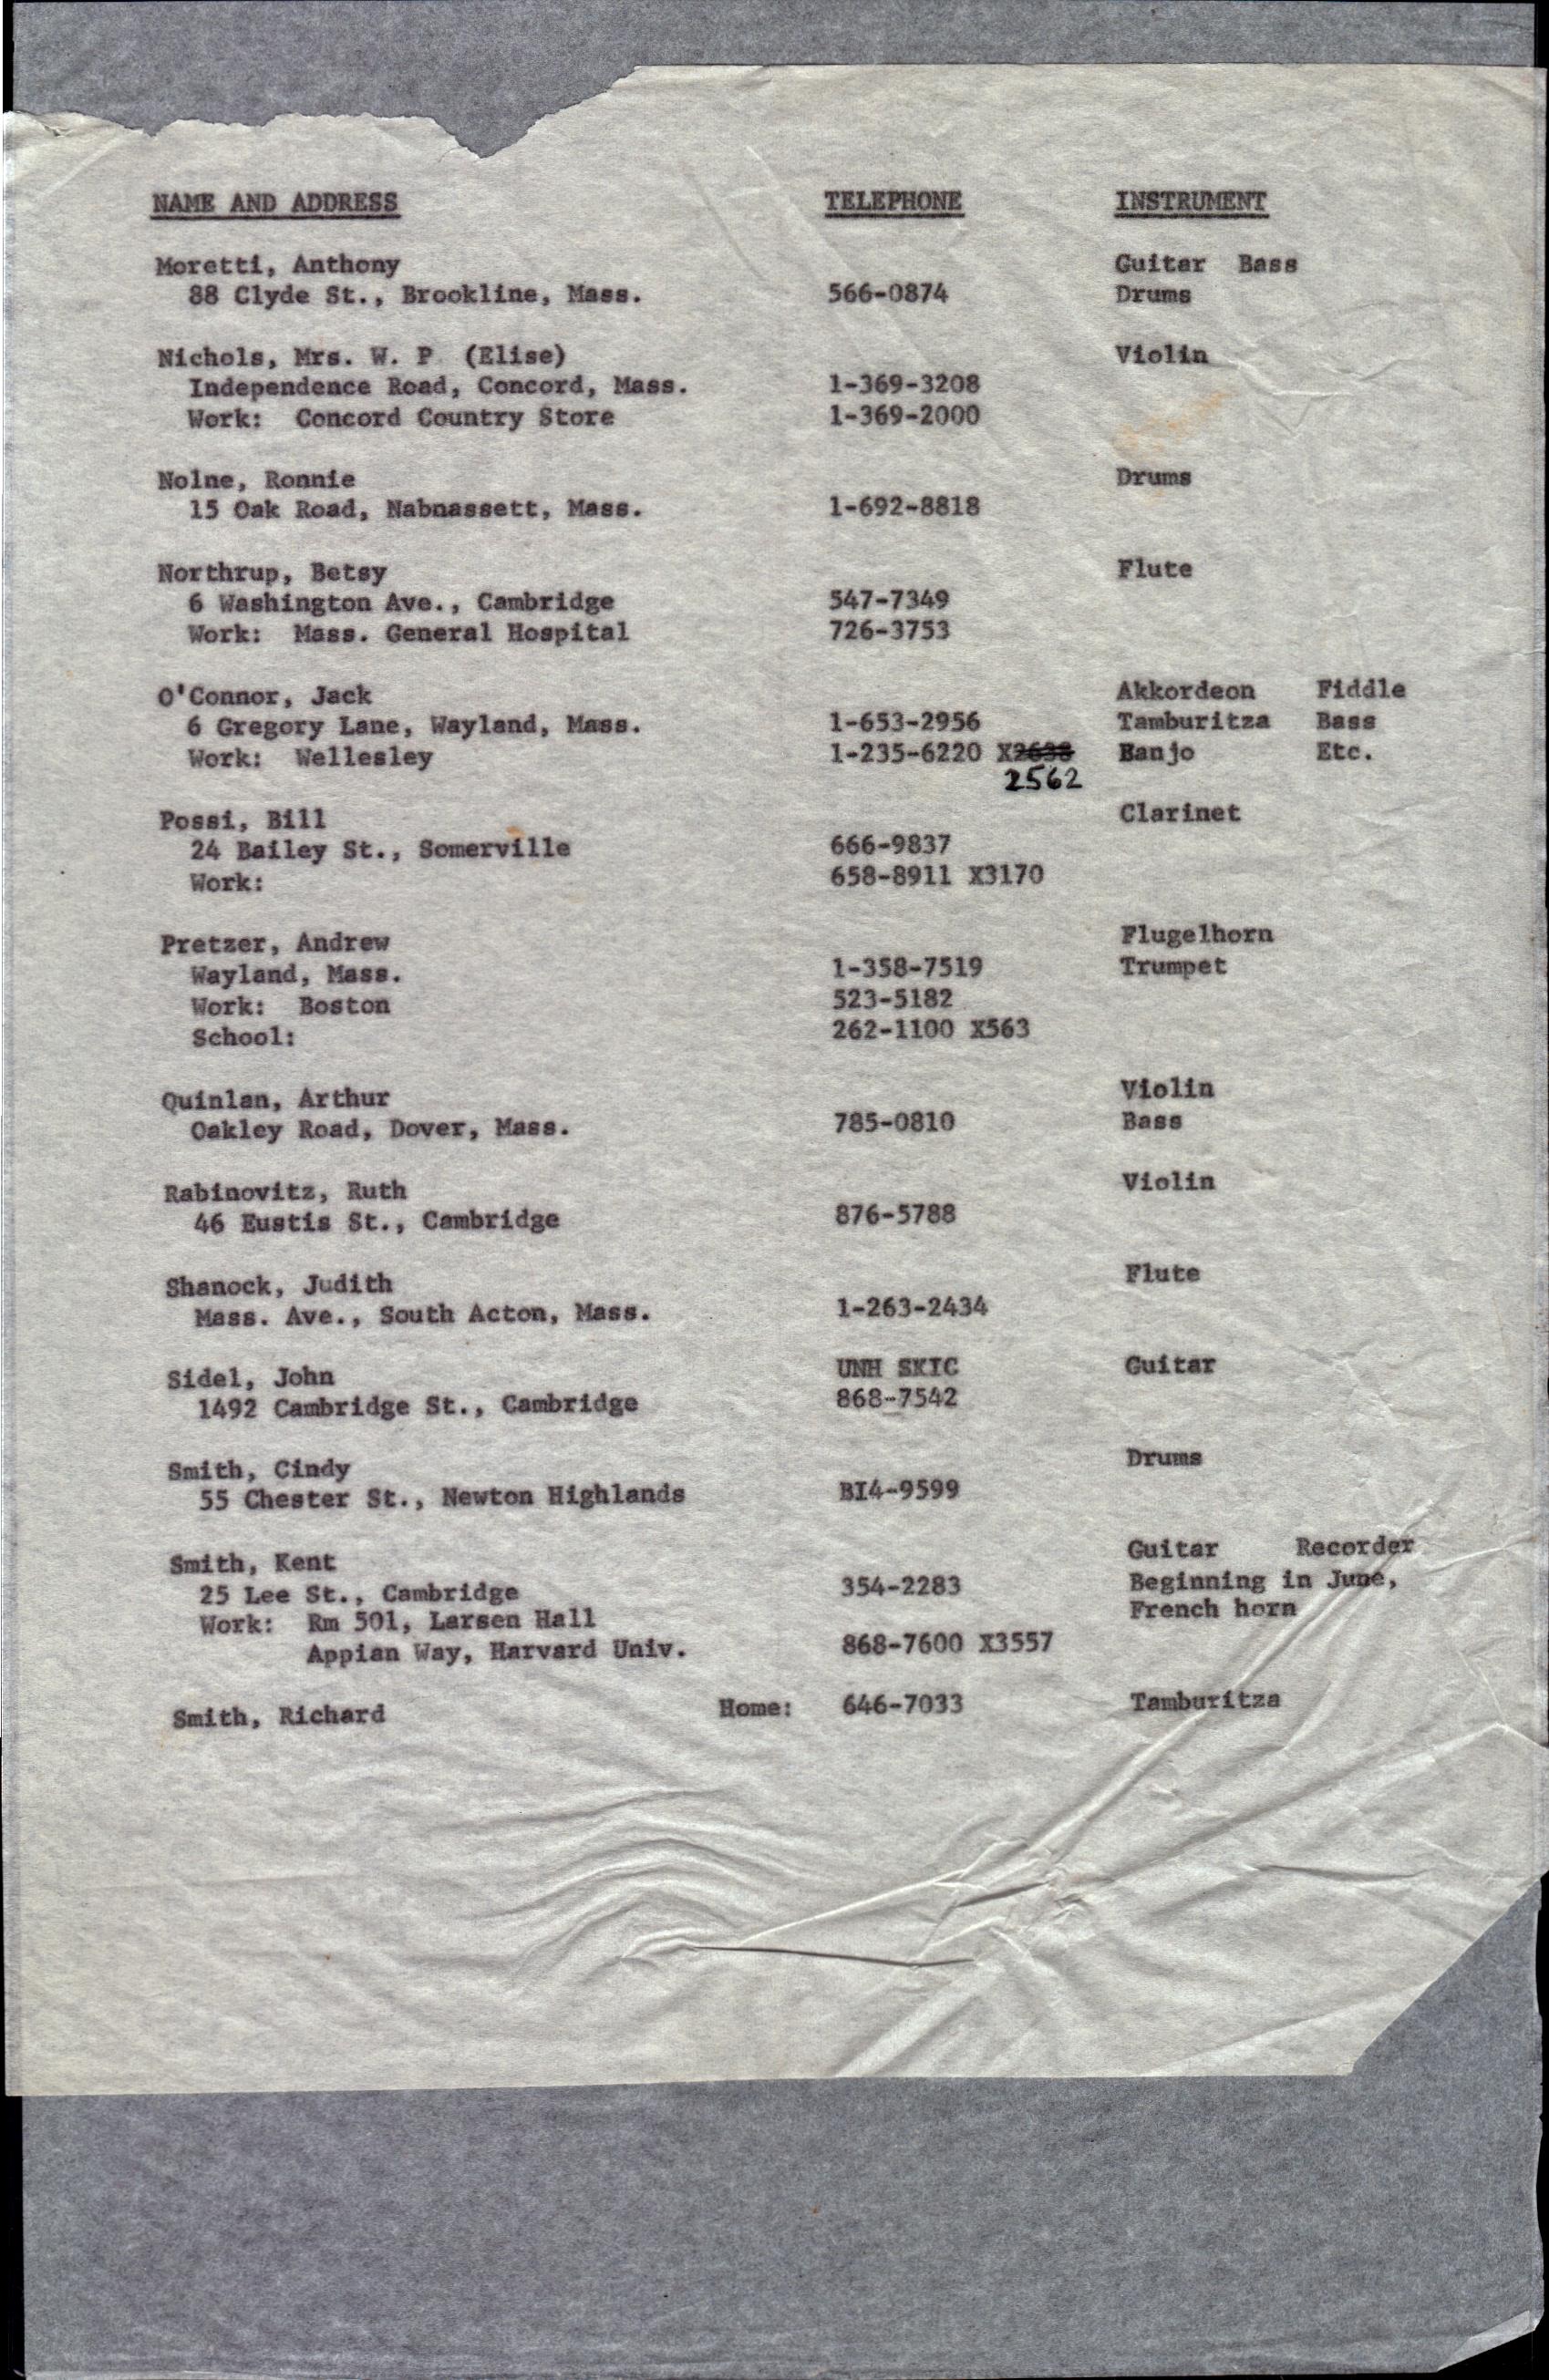 NAME AND ADDRESS TELEPHONE INSTRUMENT
Moretti, Anthony Guitar Bass
88 Clyde St., Brookline, Mass. 566-0874 Drums
Nichols, Mrs. W. P (Elise) Violin
Independence Road, Concord, Mass. 1-369-3208
Work: Concord Country Store 1-369-2000
Nolne, Ronnie Drums
15 Oak Road, Nabnassett, Mass. 1-692-8818
Northrup, Betsy Flute
6 Washington Ave., Cambridge 547-7349
Work: Mass. General Hospital 726-3753
O'Connor, Jack Akkordeon Fiddle
6 Gregory Lane, Wayland, Mass. 1-653-2956 Tamburitza Bass
Work: Wellesley 1-235-6220 X2638 Banjo Etc.
2562
Possi, Bill Clarinet
24 Bailey St., Somerville 666-9837
Work: 658-8911 X3170
Pretzer, Andrew Flugelhorn
Wayland, Mass. 1-358-7519 Trumpet
Work: Boston 523-5182
School: 262-1100 X563
Quinlan, Arthur Violin
Oakley Road, Dover, Mass. 785-0810 Bass
Rabinovitz, Ruth Violin
46 Eustis St., Cambridge 876-5788
Shanock, Judith Flute
Mass. Ave., South Acton, Mass. 1-263-2434
Sidel, John UNH SKIC Guitar
1492 Cambridge St., Cambridge 868-7542
Smith, Cindy Drums
55 Chester St., Newton Highlands BI4-9599
Smith, Kent Guitar Recorder
25 Lee St., Cambridge 354-2283 Beginning in June,
Work: Rm 501, Larsen Hall French horn
Appian Way, Harvard Univ. 868-7600 X3557
Smith, Richard Home: 646-7033 Tamburitza